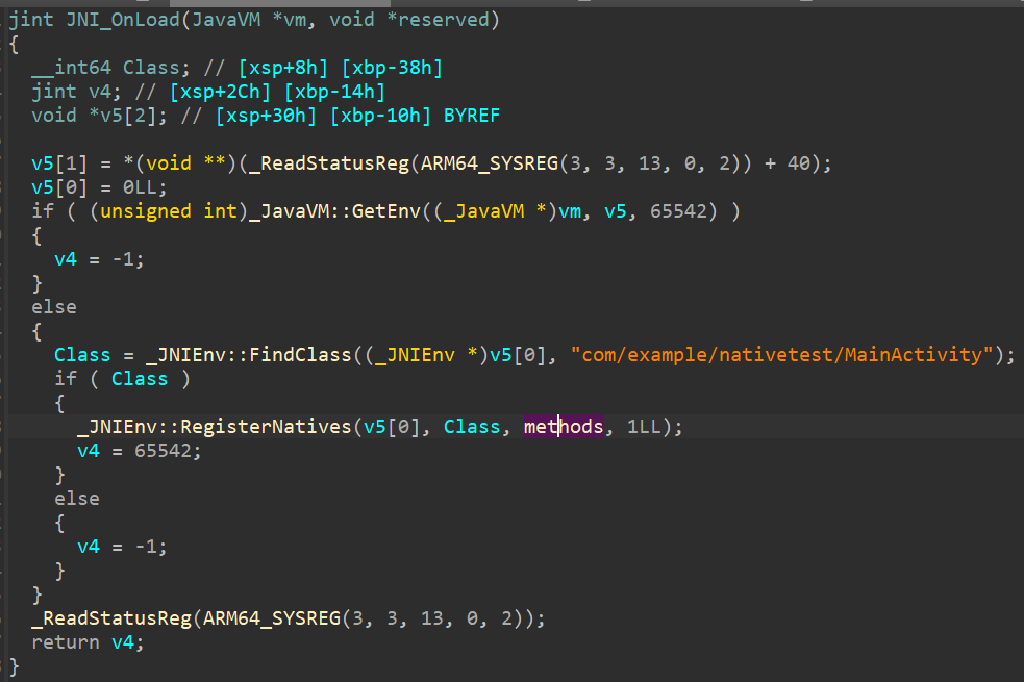 jint JNI_OnLoad(JavaVM *vm, void *reserved)
{
  __int64 Class; // [xsp+8h] [xbp-38h]
  jint v4; // [xsp+2Ch] [xbp-14h]
  void *v5[2]; // [xsp+30h] [xbp-10h] BYREF

  v5[1] = *(void **)(_ReadStatusReg(ARM64_SYSREG(3, 3, 13, 0, 2)) + 40);
  v5[0] = 0LL;
  if ( (unsigned int)_JavaVM::GetEnv((_JavaVM *)vm, v5, 65542) )
  {
    v4 = -1;
  }
  else
  {
    Class = _JNIEnv::FindClass((_JNIEnv *)v5[0], "com/example/nativetest/MainActivity");
    if ( Class )
    {
      _JNIEnv::RegisterNatives(v5[0], Class, methods, 1LL);
      v4 = 65542;
    }
    else
    {
      v4 = -1;
    }
  }
  _ReadStatusReg(ARM64_SYSREG(3, 3, 13, 0, 2));
  return v4;
}